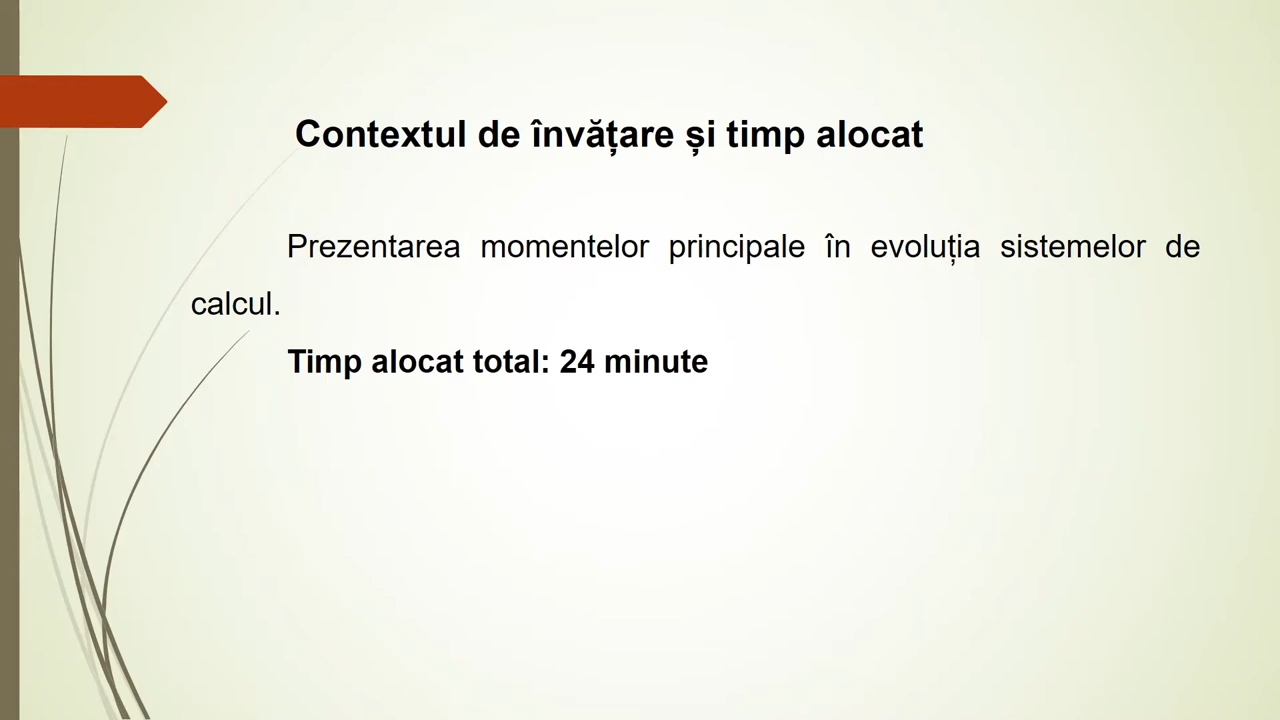 Contextul de învățare și timp alocat
Prezentarea momentelor principale în evoluția sistemelor de
calcul.
Timp alocat total: 24 minute